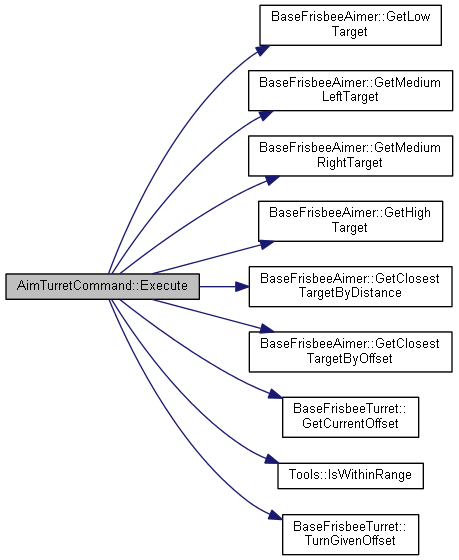 BaseFrisbeeAimer::GetLow
Target
BaseFrisbeeAimer::GetMedium
LeftTarget
BaseFrisbeeAimer::GetMedium
RightTarget
BaseFrisbeeAimer::GetHigh
Target
AimTurretCommand::Execute
BaseFrisbeeAimer::GetClosest
TargetByDistance
BaseFrisbeeAimer::GetClosest
TargetByOffset
BaseFrisbeeTurret::
GetCurrentOffset
Tools::IsWithinRange
BaseFrisbeeTurret::
TurnGivenOffset